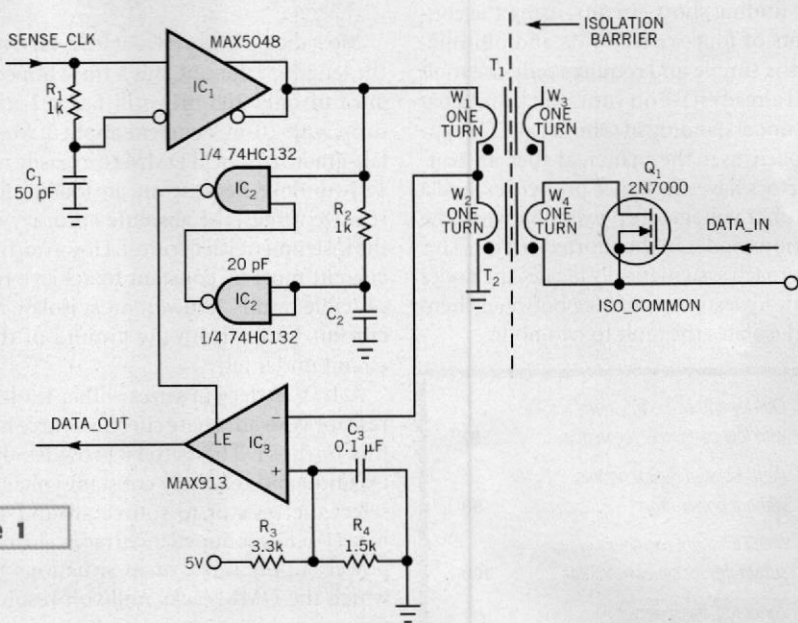 SENSE_CLK
MAX5048
ISOLATION
BARRIER
IC1
R1
1k
C1
50 pF
1/4 74HC132
IC2
R2
1k
20 pF
IC2
1/4 74HC132
C2
T1
W1
ONE
TURN
W3
ONE
TURN
W2
ONE
TURN
W4
ONE
TURN
T2
Q1
2N7000
DATA_IN
ISO_COMMON
DATA_OUT
LE
IC3
MAX913
+
C3
0.1 µF
5V
R3
3.3k
R4
1.5k
1